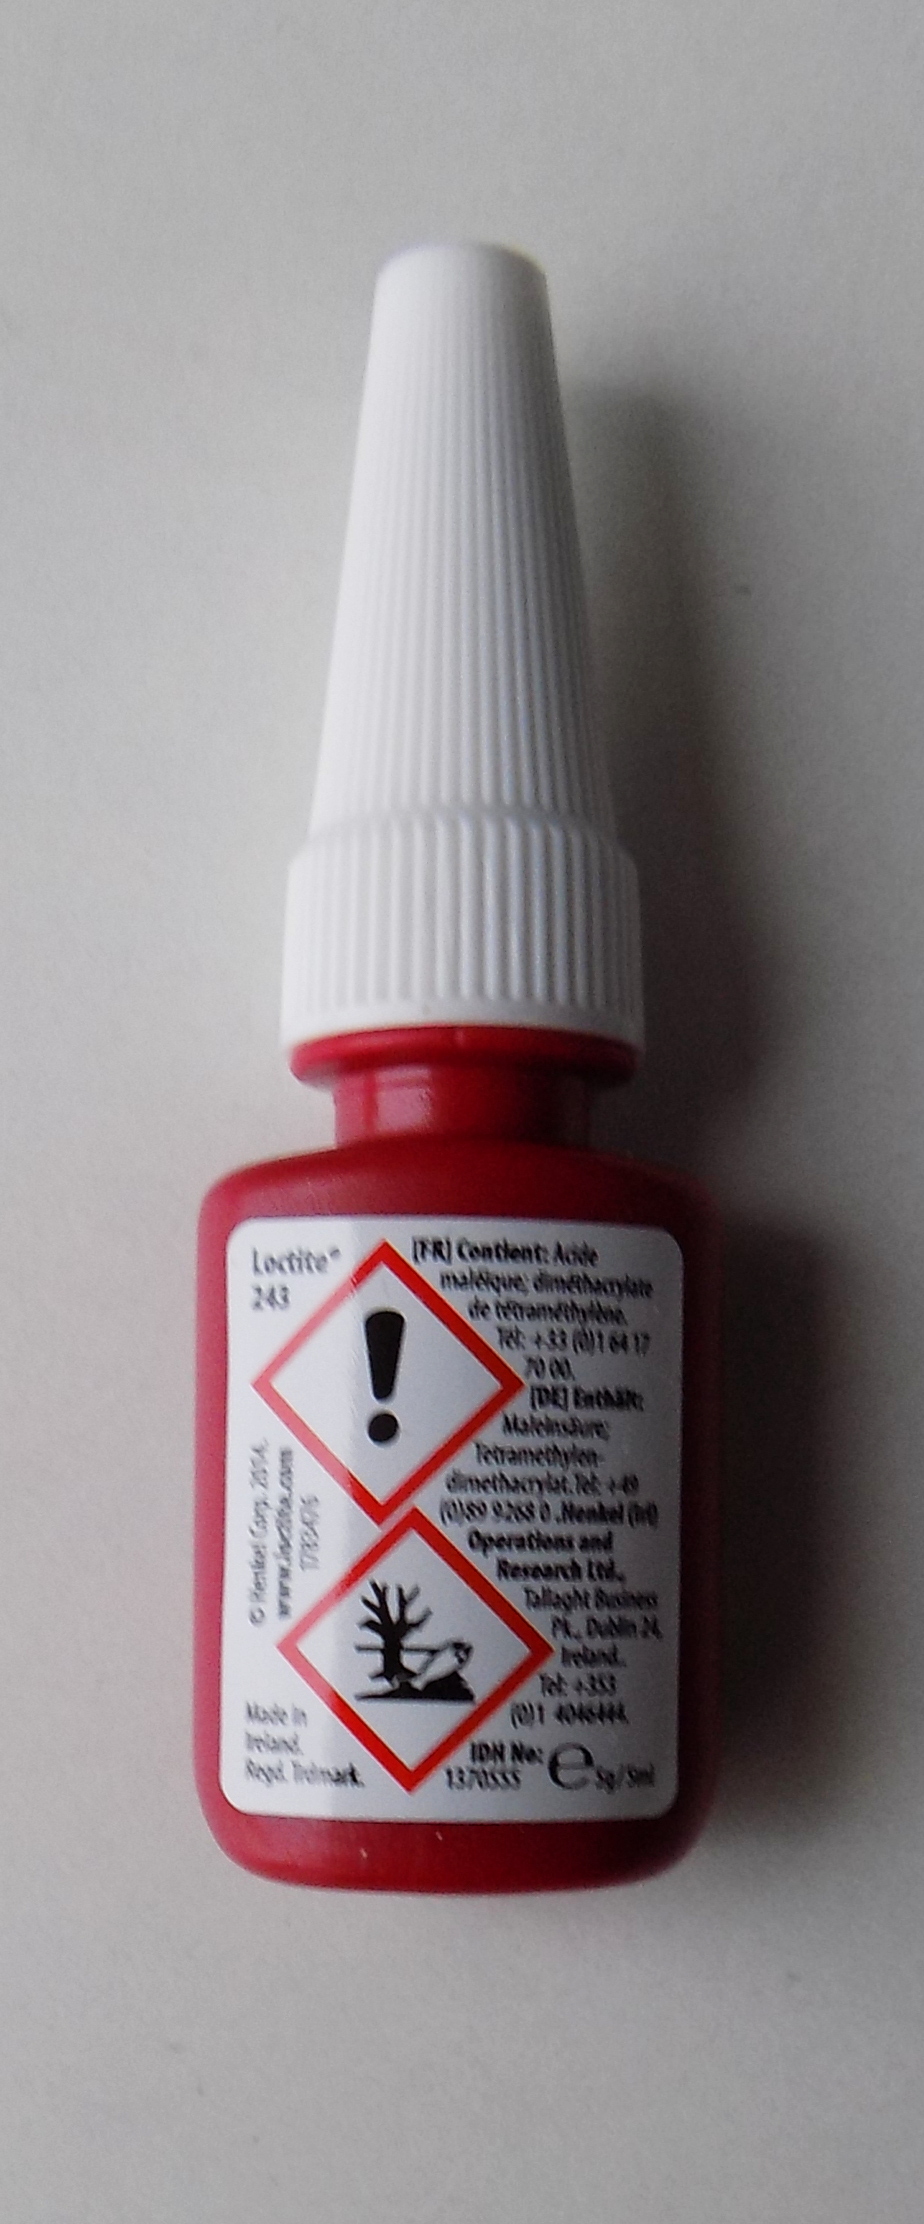 Loctite®
243
[FR] Contient: Acide
maléique; diméthacrylate
de tétraméthylène.
Tél: +33 (0)1 64 17
70 00.
[DE] Enthält:
Maleinsäure;
Tetramethylen-
dimethacrylat.Tel: +49
(0)89 9268 0 .Henkel (Irl)
Operations and
Research Ltd.,
Tallaght Business
Pk., Dublin 24,
Ireland..
Tel: +353
(0)1 4046444.
© Henkel Corp. 2014.
www.loctite.com
Made in
Ireland.
Regd. Trdmark.
IDH No:
1370555
e 5g/5ml